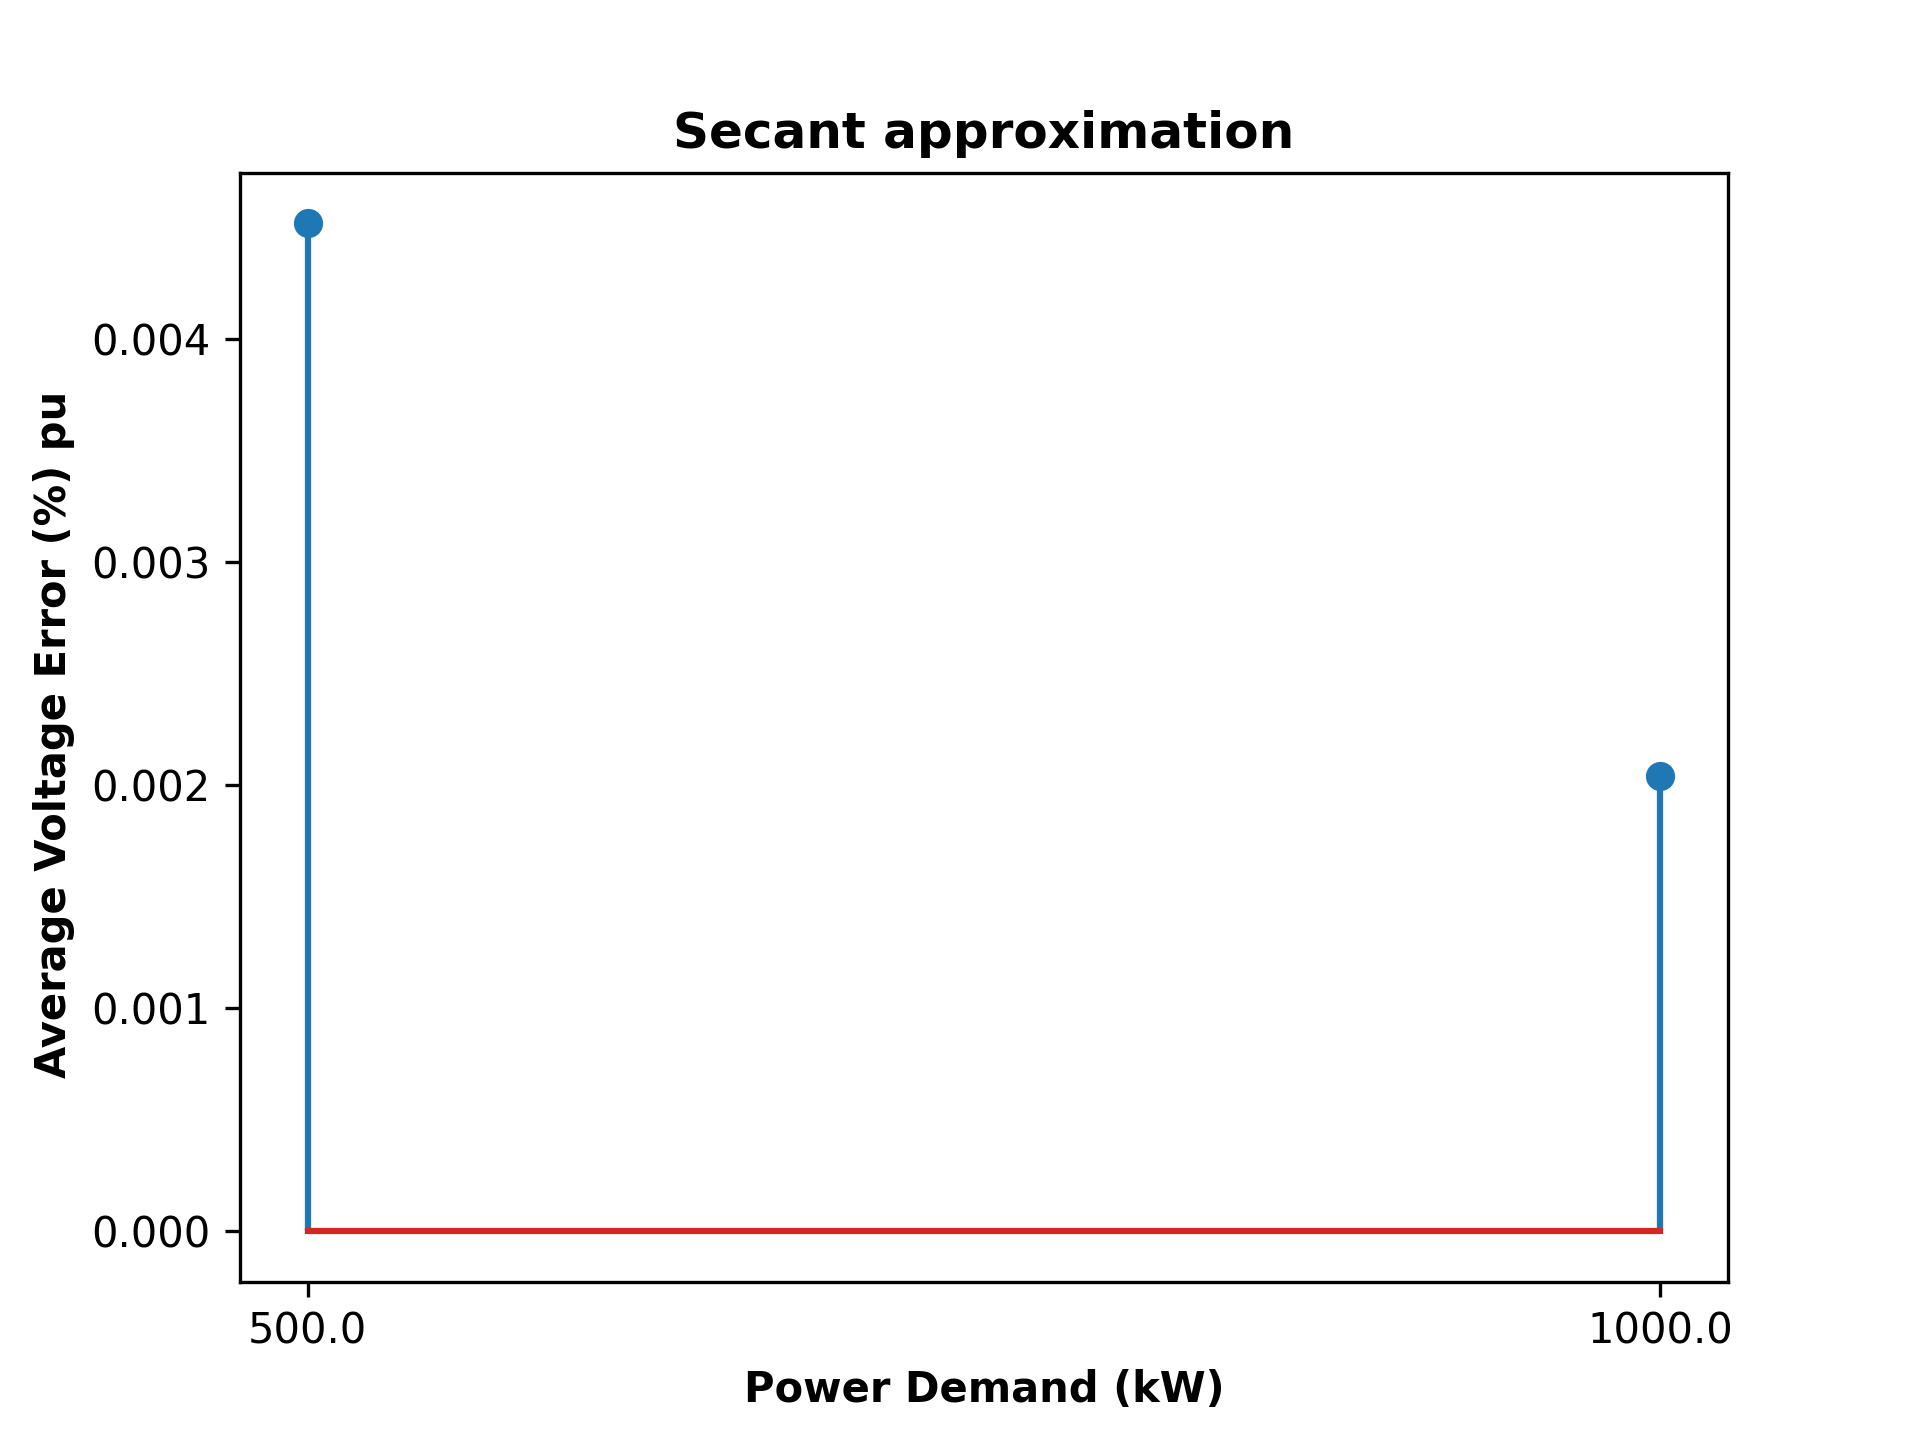 Secant approximation
Average Voltage Error (%) pu
0.004
0.003
0.002
0.001
0.000
500.0
1000.0
Power Demand (kW)